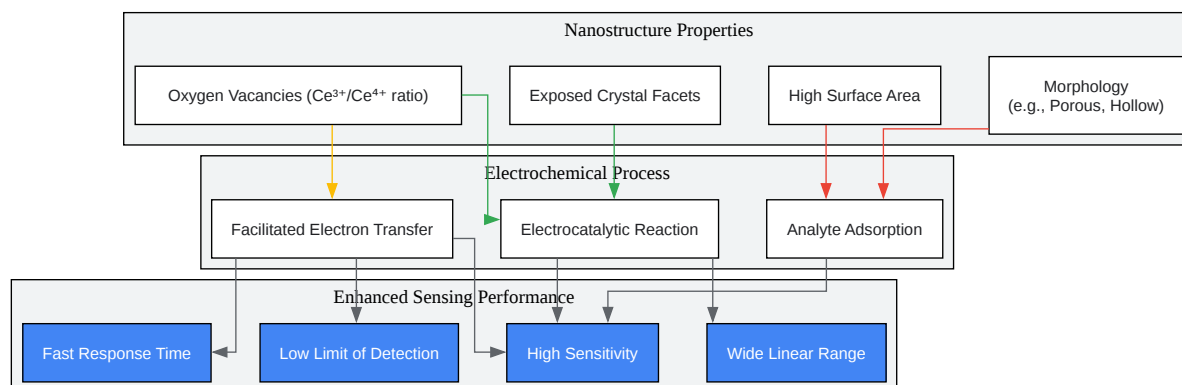 Nanostructure Properties
Oxygen Vacancies (Ce³⁺/Ce⁴⁺ ratio)
Exposed Crystal Facets
High Surface Area
Morphology
(e.g., Porous, Hollow)
Electrochemical Process
Facilitated Electron Transfer
Electrocatalytic Reaction
Analyte Adsorption
Enhanced Sensing Performance
Fast Response Time
Low Limit of Detection
High Sensitivity
Wide Linear Range